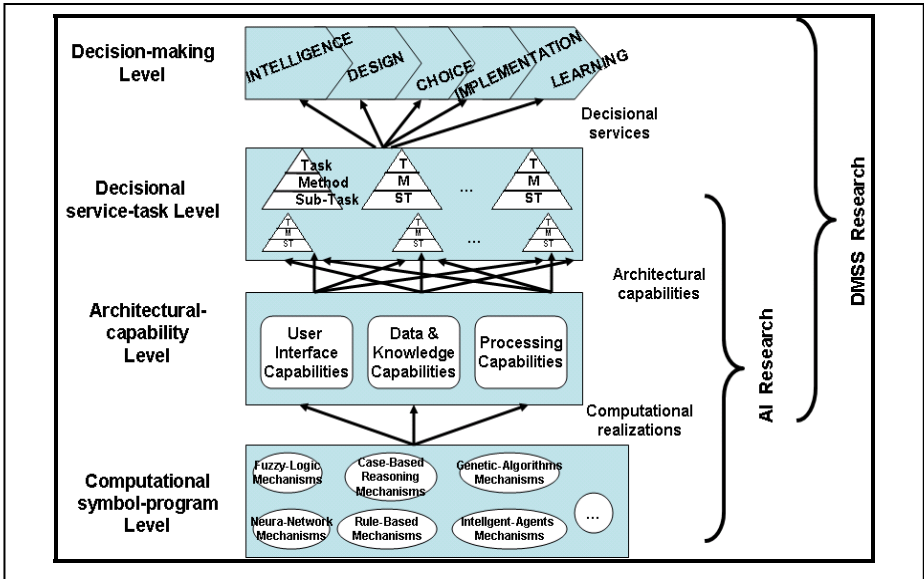 Decision-making
Level
INTELLIGENCE
DESIGN
CHOICE
IMPLEMENTATION
LEARNING
Decisional
services
Decisional
service-task Level
Task
Method
Sub-Task
T
M
ST
...
T
M
ST
T
M
ST
T
M
ST
...
T
M
ST
Architectural
capabilities
Architectural-
capability
Level
User
Interface
Capabilities
Data &
Knowledge
Capabilities
Processing
Capabilities
Computational
realizations
Computational
symbol-program
Level
Fuzzy-Logic
Mechanisms
Case-Based
Reasoning
Mechanisms
Genetic-Algorithms
Mechanisms
Neura-Network
Mechanisms
Rule-Based
Mechanisms
Intellgent-Agents
Mechanisms
...
AI Research
DMSS Research